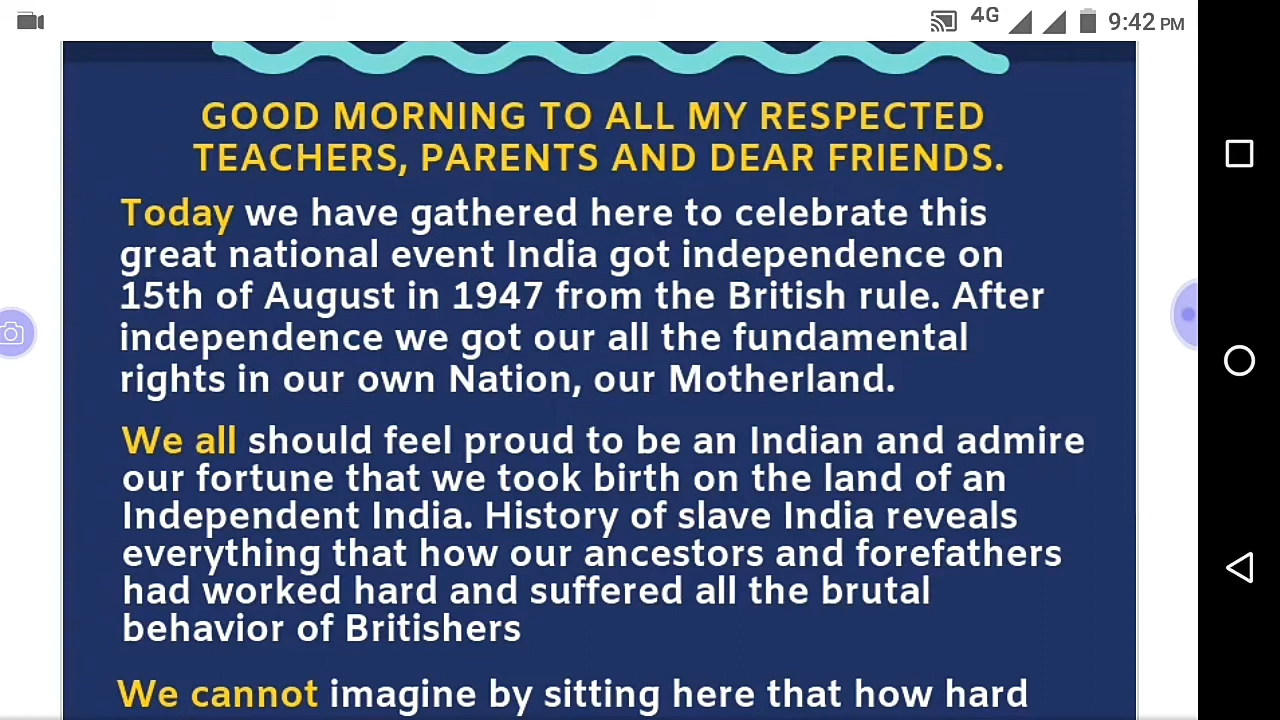 4G 9:42 PM
GOOD MORNING TO ALL MY RESPECTED
TEACHERS, PARENTS AND DEAR FRIENDS.
Today we have gathered here to celebrate this
great national event India got independence on
15th of August in 1947 from the British rule. After
independence we got our all the fundamental
rights in our own Nation, our Motherland.
We all should feel proud to be an Indian and admire
our fortune that we took birth on the land of an
Independent India. History of slave India reveals
everything that how our ancestors and forefathers
had worked hard and suffered all the brutal
behavior of Britishers
We cannot imagine by sitting here that how hard